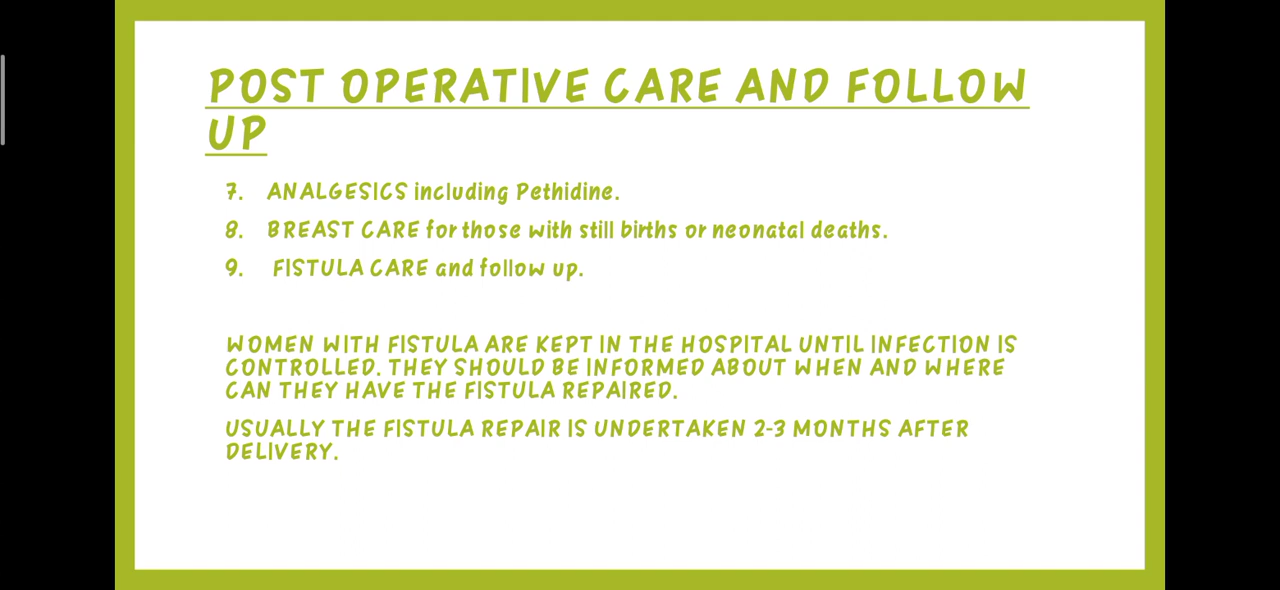 POST OPERATIVE CARE AND FOLLOW
UP
7. ANALGESICS including Pethidine.
8. BREAST CARE for those with still births or neonatal deaths.
9. FISTULA CARE and follow up.
WOMEN WITH FISTULA ARE KEPT IN THE HOSPITAL UNTIL INFECTION IS
CONTROLLED. THEY SHOULD BE INFORMED ABOUT WHEN AND WHERE
CAN THEY HAVE THE FISTULA REPAIRED.
USUALLY THE FISTULA REPAIR IS UNDERTAKEN 2-3 MONTHS AFTER
DELIVERY.